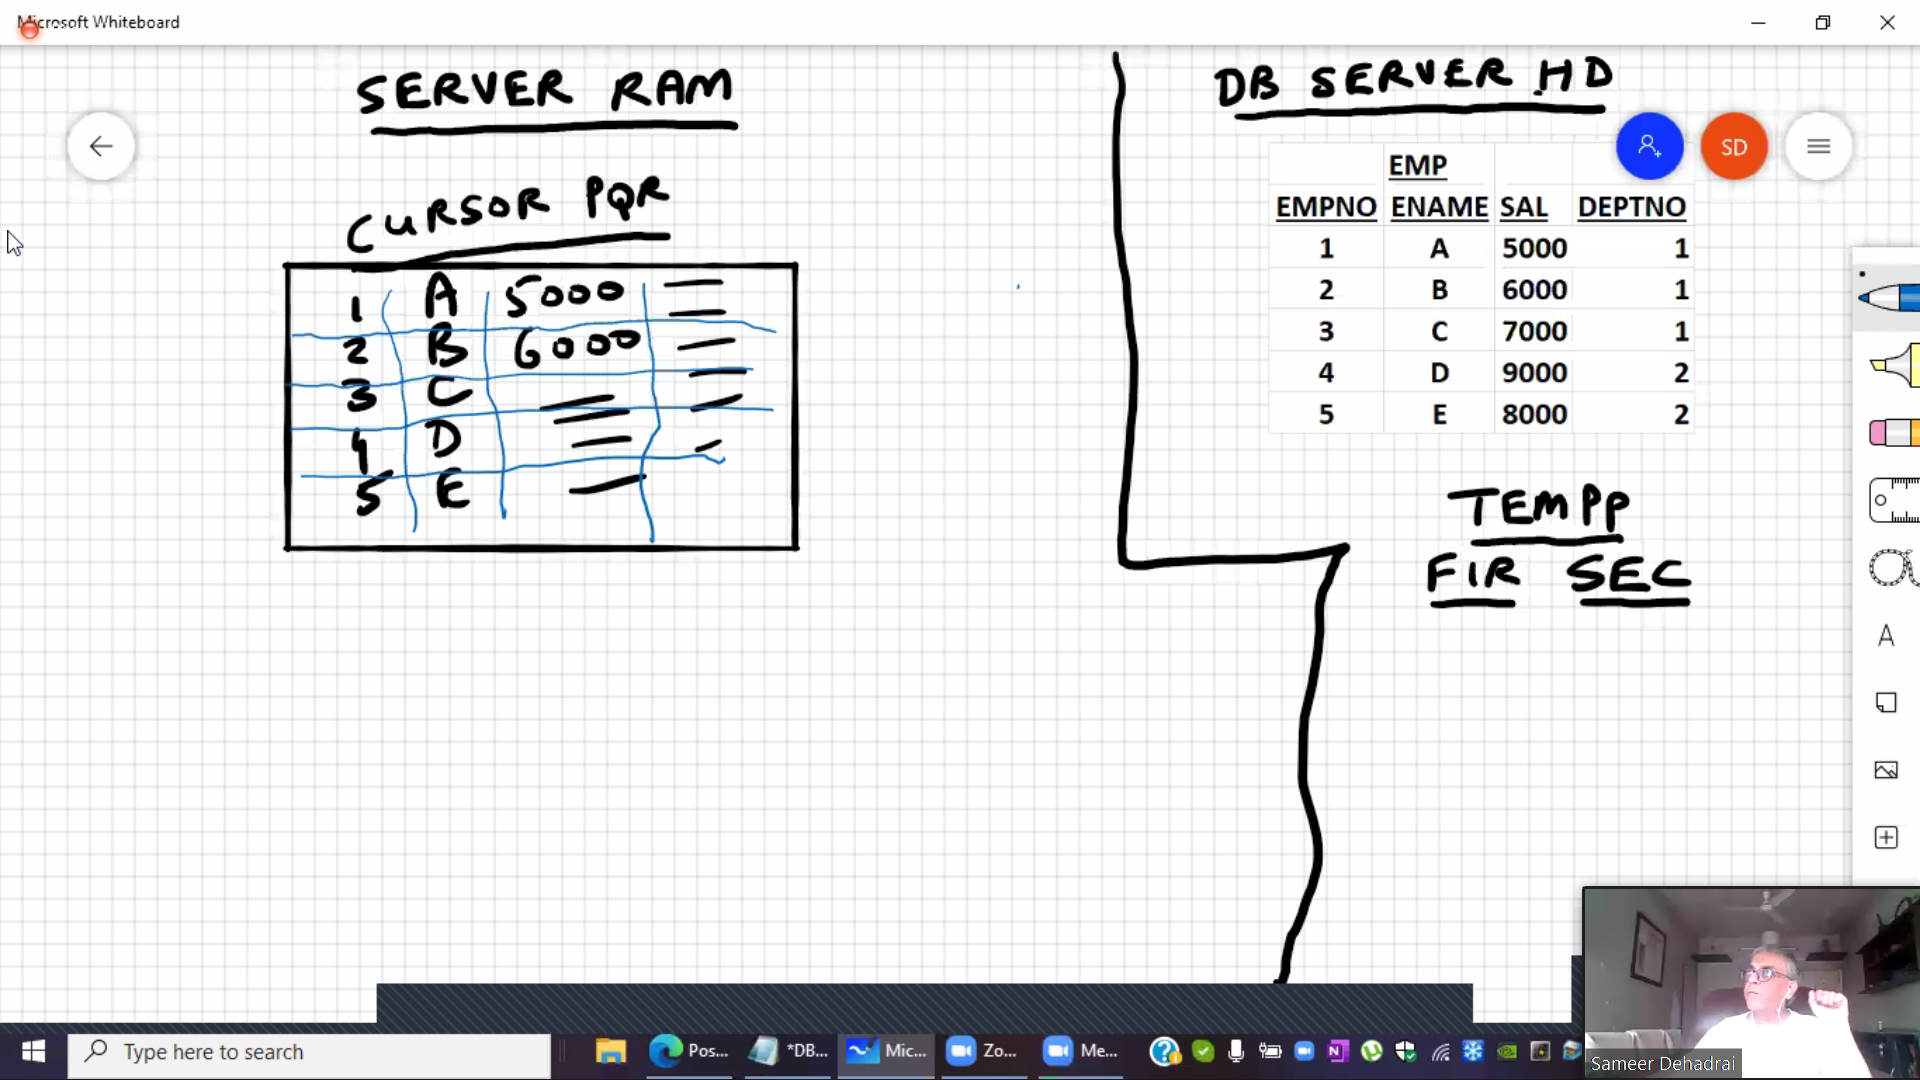 Microsoft Whiteboard
SERVER RAM
CURSOR PQR
1 A 5000
2 B 6000
3 C
4 D
5 E
DB SERVER HD
SD
EMP
EMPNO ENAME SAL DEPTNO
1 A 5000 1
2 B 6000 1
3 C 7000 1
4 D 9000 2
5 E 8000 2
TEMPP
FIR SEC
A
Type here to search
Pos...
*DB...
Mic...
Zo...
Me...
Sameer Dehadrai